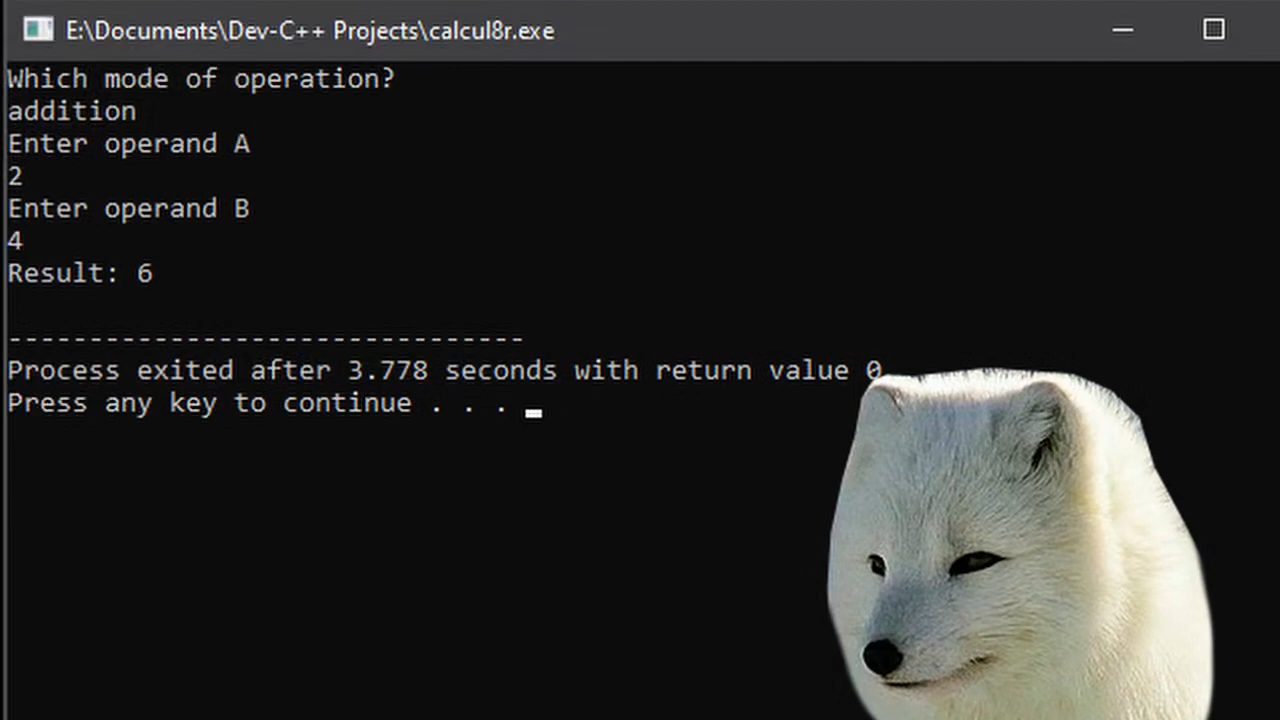 E:\Documents\Dev-C++ Projects\calcul8r.exe
Which mode of operation?
addition
Enter operand A
2
Enter operand B
4
Result: 6
--------------------------------
Process exited after 3.778 seconds with return value 0
Press any key to continue . . .